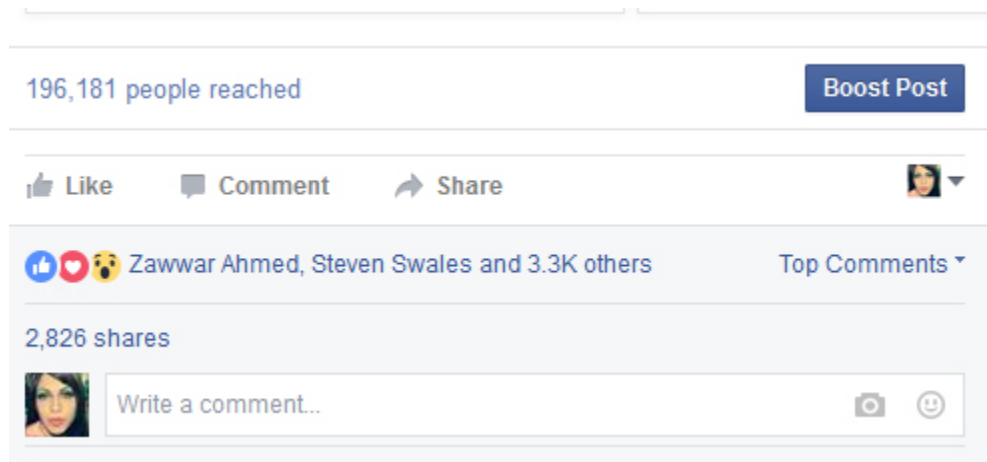 196,181 people reached
Boost Post
Like Comment Share
Zawwar Ahmed, Steven Swales and 3.3K others
Top Comments
2,826 shares
Write a comment...